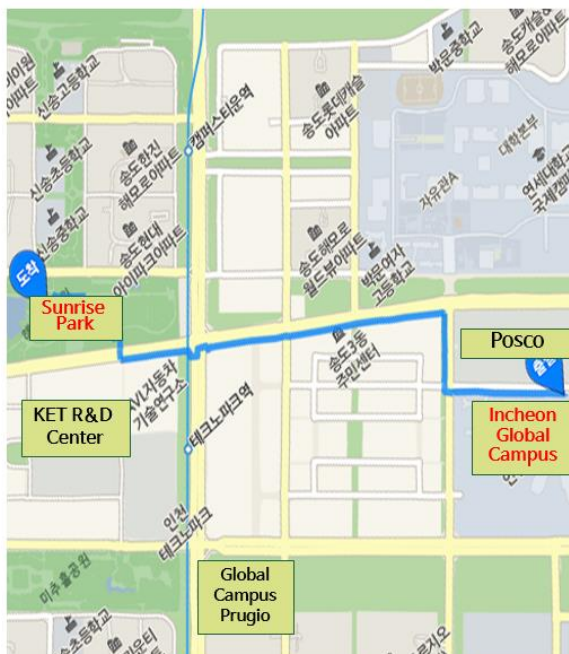 신송고등학교
신송초등학교
신송중학교
송도한진
해모로아파트
송도현대
아이파크아파트
캠퍼스타운역
송도롯데캐슬
아파트
박문중학교
송도캐슬&
해모로아파트
대학본부
자유관A
연세대학교
국제캠퍼
송도해모로
월드뷰아파트
박문여자
고등학교
도착
Sunrise
Park
송도3동
주민센터
Posco
Incheon
Global
Campus
KET R&D
Center
AVL자동차
기술연구소
테크노파크역
인천
테크노파크
미추홀공원
Global
Campus
Prugio